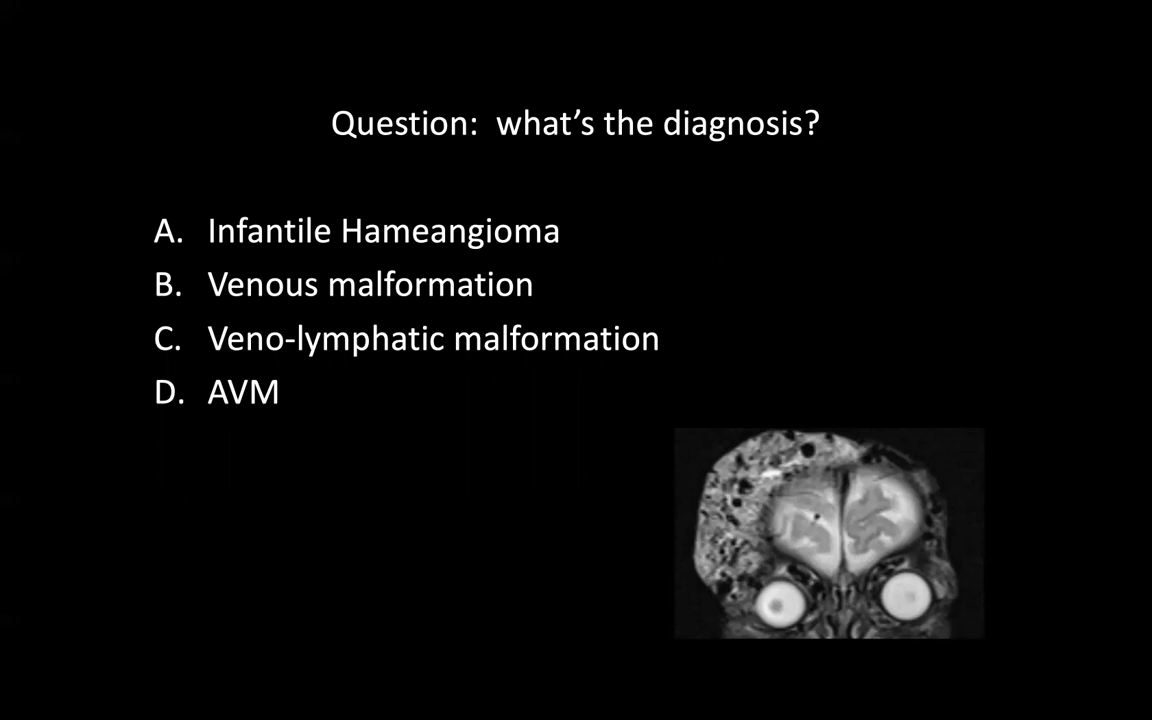 Question: what’s the diagnosis?
A. Infantile Hameangioma
B. Venous malformation
C. Veno-lymphatic malformation
D. AVM